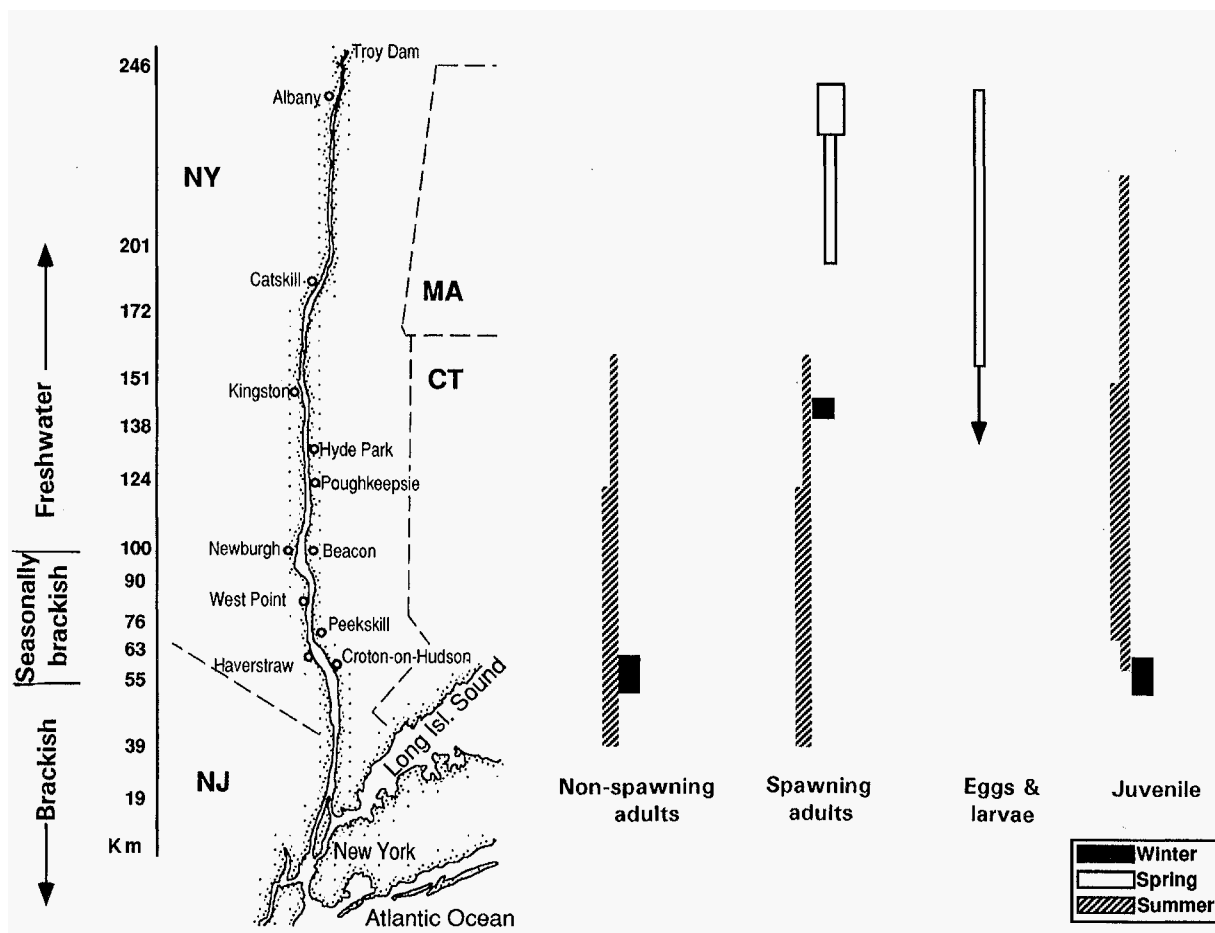 246
201
172
151
138
124
100
90
76
63
55
39
19
Km
Freshwater
Seasonally
brackish
Brackish
Troy Dam
Albany
NY
Catskill
MA
Kingston
CT
Hyde Park
Poughkeepsie
Newburgh
Beacon
West Point
Peekskill
Haverstraw
Croton-on-Hudson
Long Isl. Sound
NJ
New York
Atlantic Ocean
Non-spawning
adults
Spawning
adults
Eggs &
larvae
Juvenile
Winter
Spring
Summer